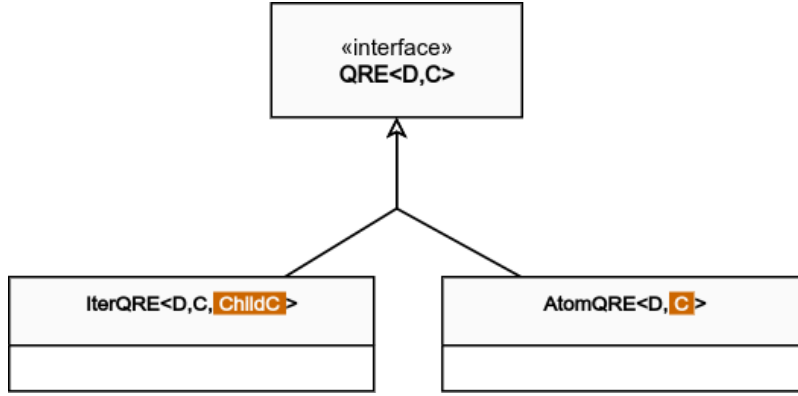 «interface»
QRE<D,C>
IterQRE<D,C, ChildC >
AtomQRE<D, C >